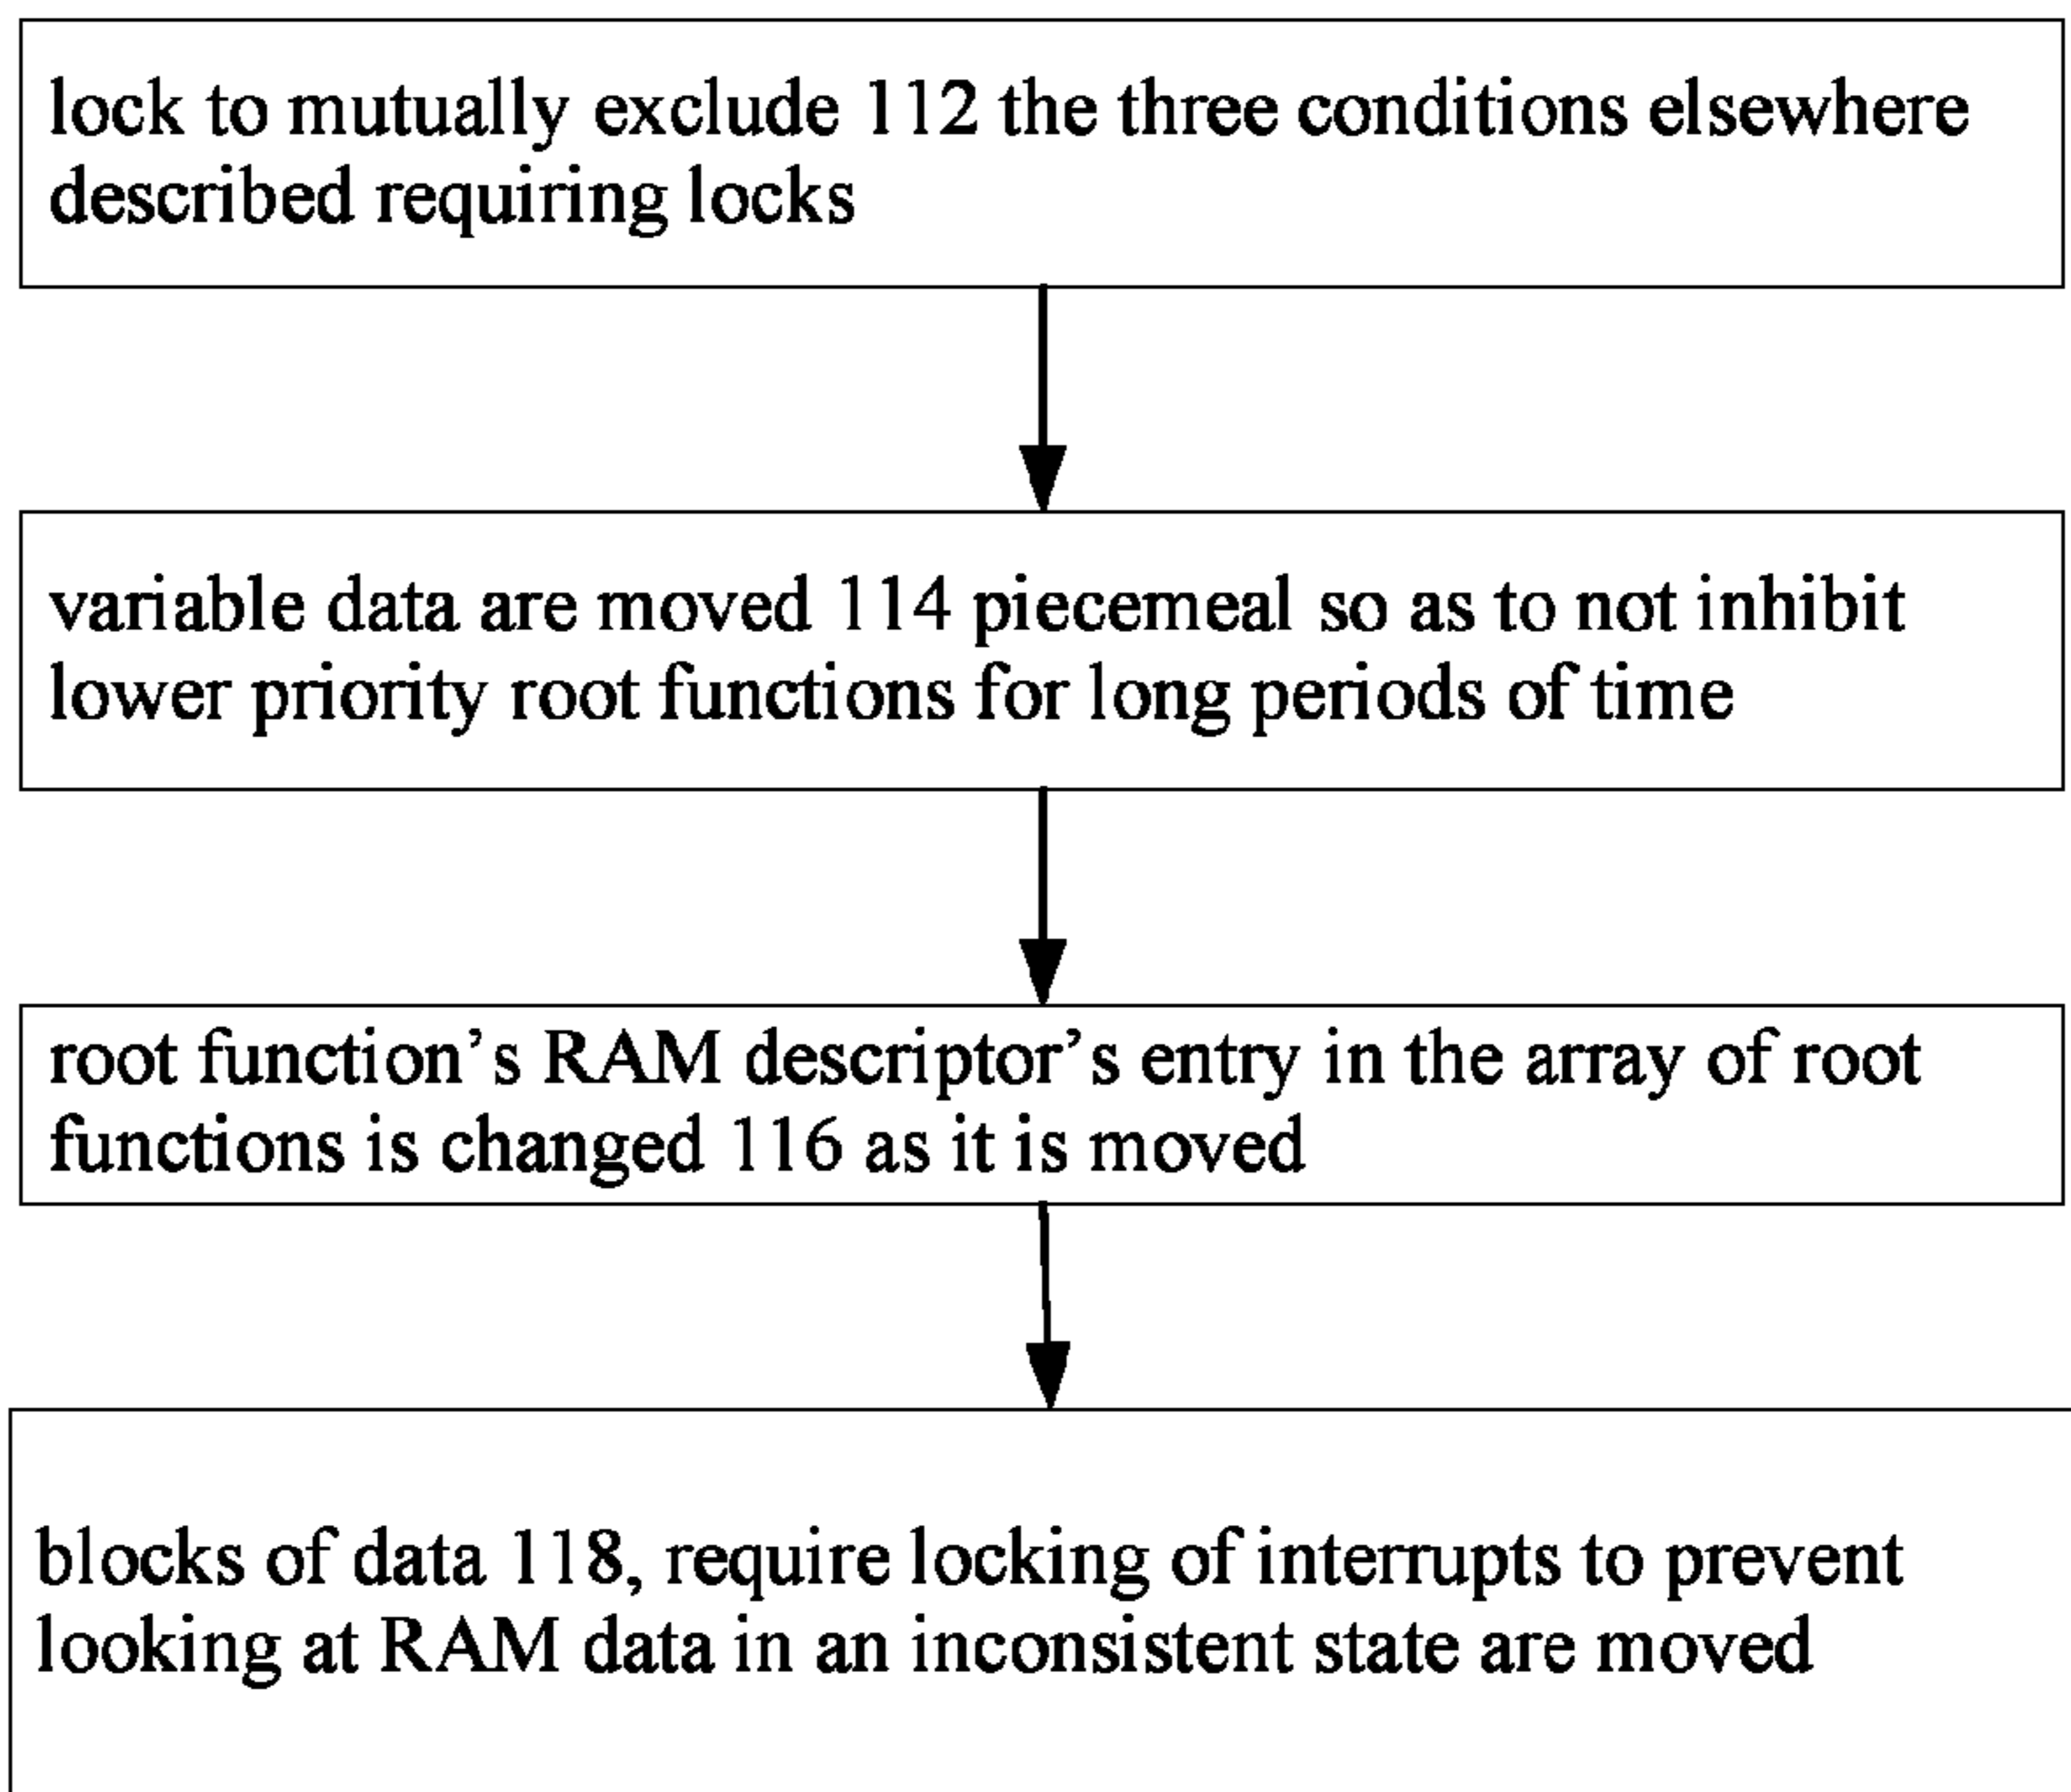 lock to mutually exclude 112 the three conditions elsewhere
described requiring locks
variable data are moved 114 piecemeal so as to not inhibit
lower priority root functions for long periods of time
root function’s RAM descriptor’s entry in the array of root
functions is changed 116 as it is moved
blocks of data 118, require locking of interrupts to prevent
looking at RAM data in an inconsistent state are moved